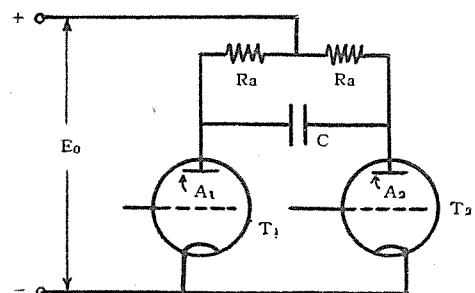 +
Ra Ra
E₀ C
A₁ A₂
T₁ T₂
−